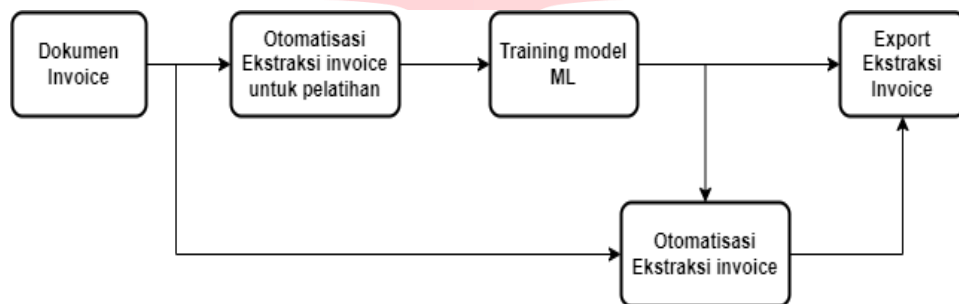 Dokumen
Invoice
Otomatisasi
Ekstraksi invoice
untuk pelatihan
Training model
ML
Export
Ekstraksi
Invoice
Otomatisasi
Ekstraksi invoice